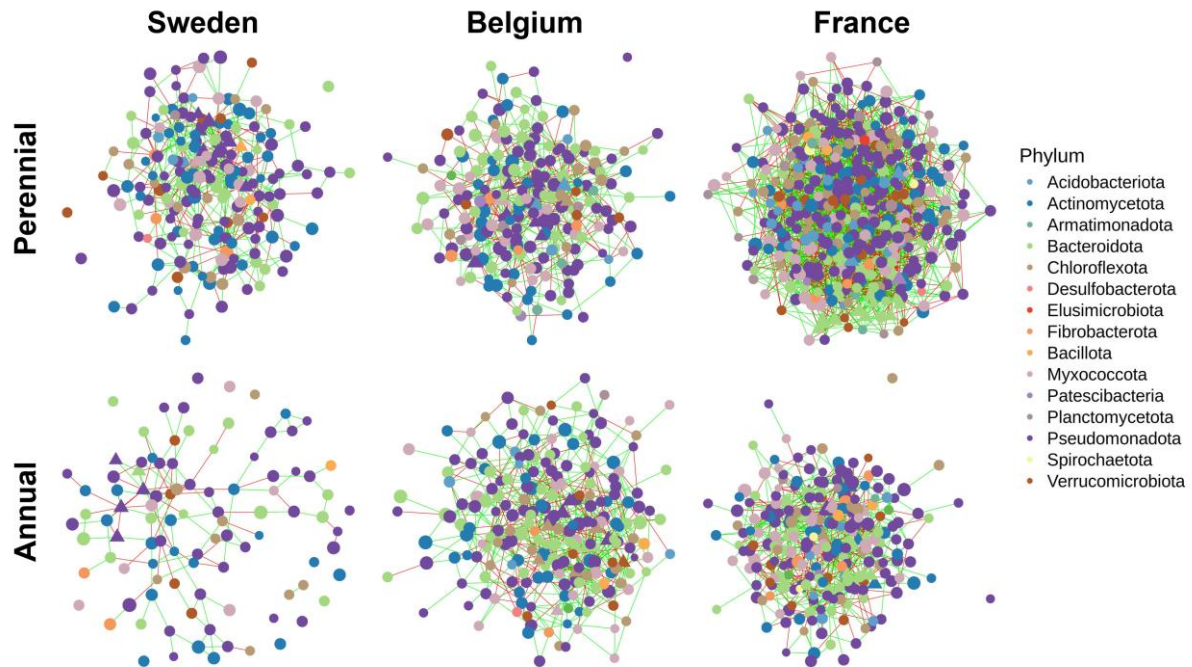 Sweden
Belgium
France
Perennial
Annual
Phylum
Acidobacteriota
Actinomycetota
Armatimonadota
Bacteroidota
Chloroflexota
Desulfobacterota
Elusimicrobiota
Fibrobacterota
Bacillota
Myxococcota
Patescibacteria
Planctomycetota
Pseudomonadota
Spirochaetota
Verrucomicrobiota